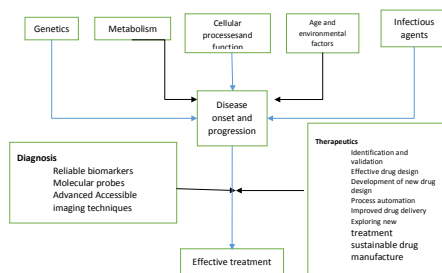 Genetics
Metabolism
Cellular
processesand
function
Age and
environmental
factors
Infectious
agents
Disease
onset and
progression
Diagnosis
Reliable biomarkers
Molecular probes
Advanced Accessible
imaging techniques
Therapeutics
Identification and
validation
Effective drug design
Development of new drug
design
Process automation
Improved drug delivery
Exploring new
treatment
sustainable drug
manufacture
Effective treatment